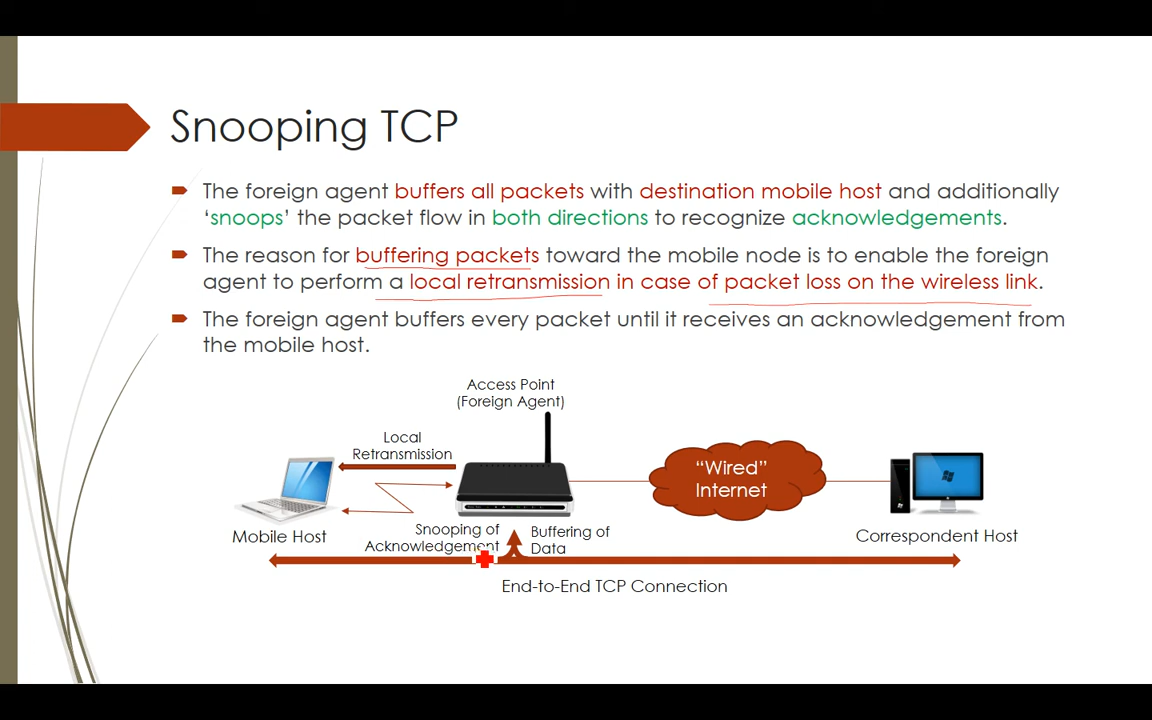 Snooping TCP
The foreign agent buffers all packets with destination mobile host and additionally
‘snoops’ the packet flow in both directions to recognize acknowledgements.
The reason for buffering packets toward the mobile node is to enable the foreign
agent to perform a local retransmission in case of packet loss on the wireless link.
The foreign agent buffers every packet until it receives an acknowledgement from
the mobile host.
Access Point
(Foreign Agent)
Local
Retransmission
“Wired”
Internet
Snooping of
Acknowledgement
Buffering of
Data
Mobile Host
Correspondent Host
End-to-End TCP Connection